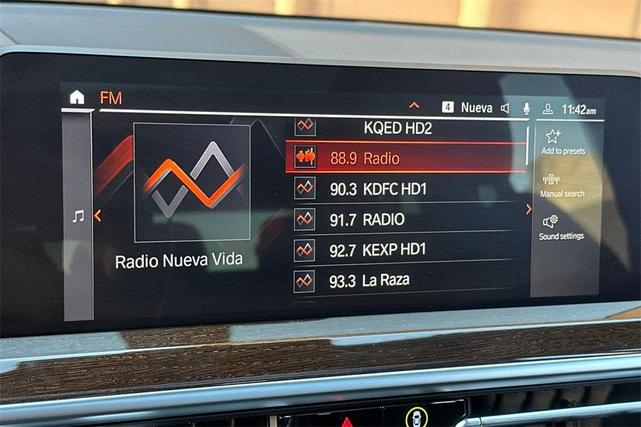 FM
4 Nueva 11:42am
KQED HD2
88.9 Radio
90.3 KDFC HD1
91.7 RADIO
92.7 KEXP HD1
93.3 La Raza
Radio Nueva Vida
Add to presets
Manual search
Sound settings